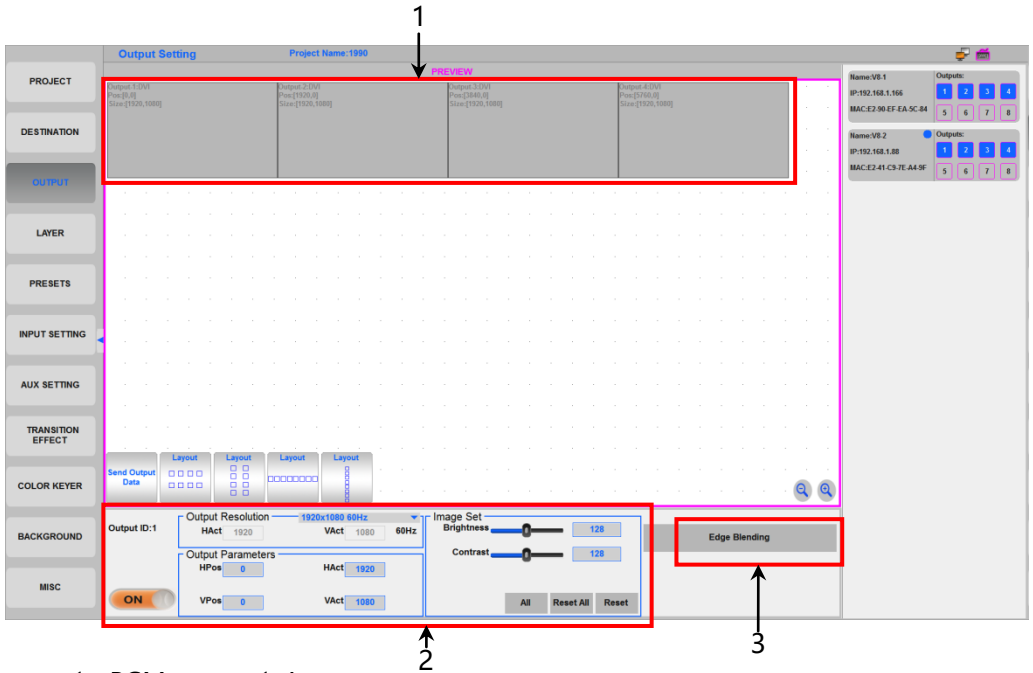 1
Output Setting
Project Name:1990
PREVIEW
PROJECT
DESTINATION
OUTPUT
LAYER
PRESETS
INPUT SETTING
AUX SETTING
TRANSITION
EFFECT
COLOR KEYER
BACKGROUND
MISC
Output-1:DVI
Pos:[0,0]
Size:[1920,1080]
Output-2:DVI
Pos:[1920,0]
Size:[1920,1080]
Output-3:DVI
Pos:[3840,0]
Size:[1920,1080]
Output-4:DVI
Pos:[5760,0]
Size:[1920,1080]
Name:V8-1
IP:192.168.1.166
MAC:E2-90-EF-EA-5C-84
Outputs:
1 2 3 4
5 6 7 8
Name:V8-2
IP:192.168.1.88
MAC:E2-41-C9-7E-A4-9F
Outputs:
1 2 3 4
5 6 7 8
Send Output
Data
Layout
Layout
Layout
Layout
Output ID:1
ON
Output Resolution
1920x1080 60Hz
HAct 1920
VAct 1080 60Hz
Output Parameters
HPos 0
HAct 1920
VPos 0
VAct 1080
Image Set
Brightness 128
Contrast 128
All
Reset All
Reset
Edge Blending
2
3